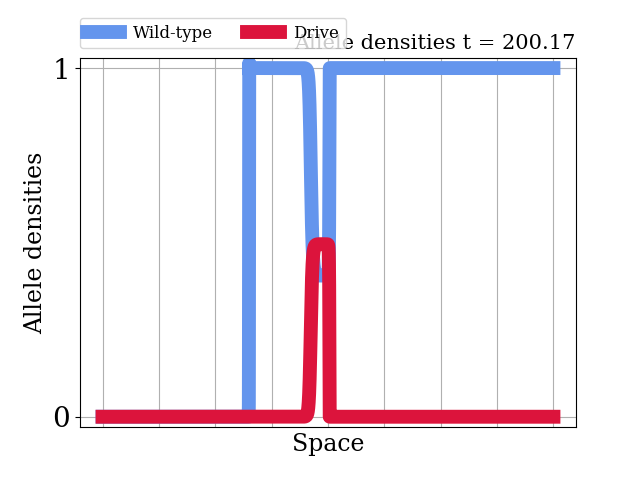 Wild-type Drive
Allele densities t = 200.17
1
Allele densities
0
Space